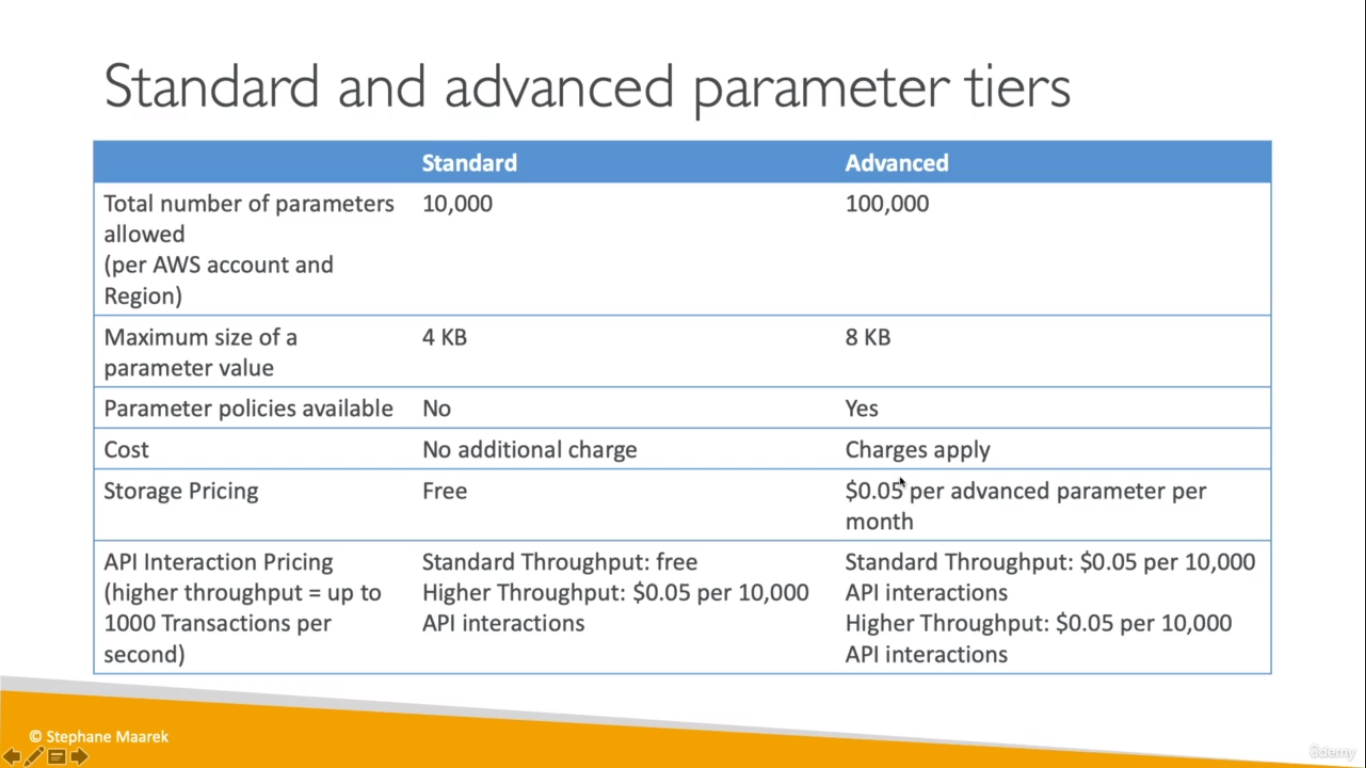 Standard and advanced parameter tiers
Standard
Advanced
Total number of parameters
allowed
(per AWS account and
Region)
10,000
100,000
Maximum size of a
parameter value
4 KB
8 KB
Parameter policies available
No
Yes
Cost
No additional charge
Charges apply
Storage Pricing
Free
$0.05 per advanced parameter per
month
API Interaction Pricing
(higher throughput = up to
1000 Transactions per
second)
Standard Throughput: free
Higher Throughput: $0.05 per 10,000
API interactions
Standard Throughput: $0.05 per 10,000
API interactions
Higher Throughput: $0.05 per 10,000
API interactions
© Stephane Maarek
ûdemy